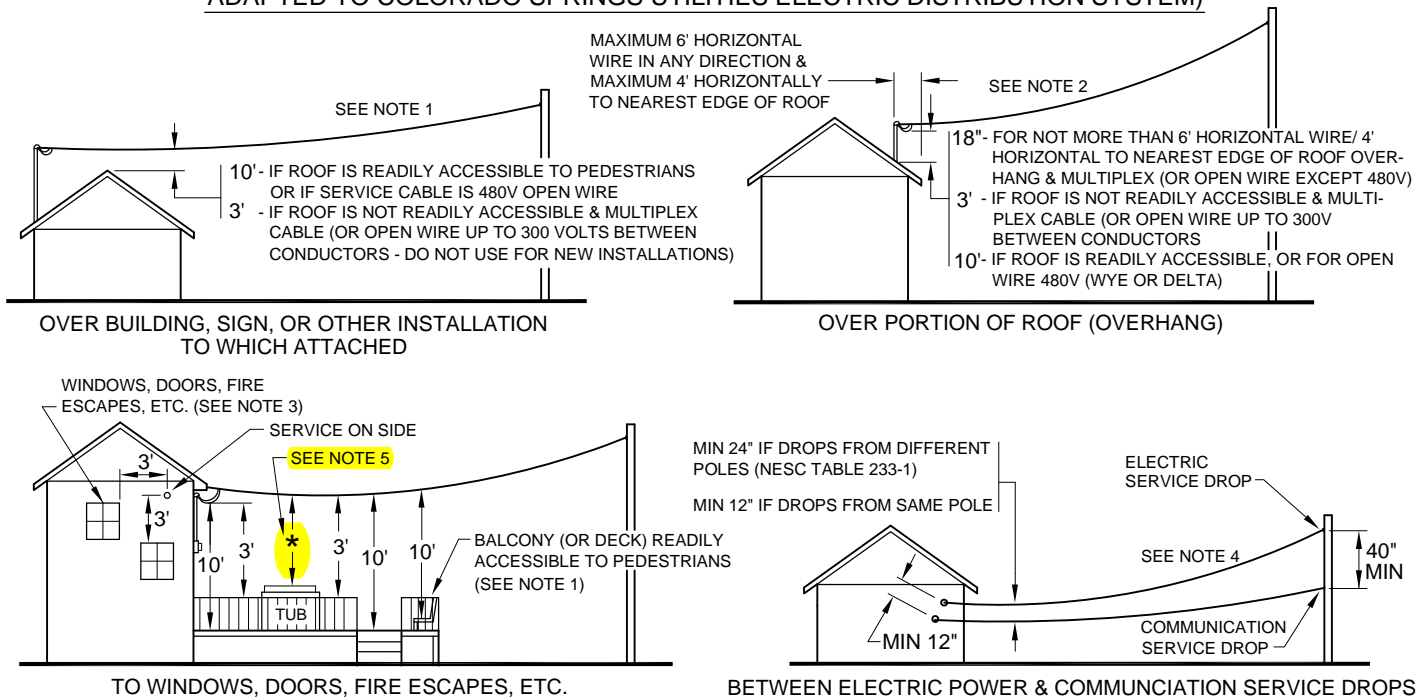 ADAPTED TO COLORADO SPRINGS UTILITIES ELECTRIC DISTRIBUTION SYSTEM)
SEE NOTE 1
10'- IF ROOF IS READILY ACCESSIBLE TO PEDESTRIANS
OR IF SERVICE CABLE IS 480V OPEN WIRE
3' - IF ROOF IS NOT READILY ACCESSIBLE & MULTIPLEX
CABLE (OR OPEN WIRE UP TO 300 VOLTS BETWEEN
CONDUCTORS - DO NOT USE FOR NEW INSTALLATIONS)
OVER BUILDING, SIGN, OR OTHER INSTALLATION
TO WHICH ATTACHED
MAXIMUM 6' HORIZONTAL
WIRE IN ANY DIRECTION &
MAXIMUM 4' HORIZONTALLY
TO NEAREST EDGE OF ROOF
SEE NOTE 2
18"- FOR NOT MORE THAN 6' HORIZONTAL WIRE/ 4'
HORIZONTAL TO NEAREST EDGE OF ROOF OVER-
HANG & MULTIPLEX (OR OPEN WIRE EXCEPT 480V)
3' - IF ROOF IS NOT READILY ACCESSIBLE & MULTI-
PLEX CABLE (OR OPEN WIRE UP TO 300V
BETWEEN CONDUCTORS
10'- IF ROOF IS READILY ACCESSIBLE, OR FOR OPEN
WIRE 480V (WYE OR DELTA)
OVER PORTION OF ROOF (OVERHANG)
WINDOWS, DOORS, FIRE
ESCAPES, ETC. (SEE NOTE 3)
SERVICE ON SIDE
SEE NOTE 5
3'
3'
10'
3'
*
3'
10'
10'
TUB
BALCONY (OR DECK) READILY
ACCESSIBLE TO PEDESTRIANS
(SEE NOTE 1)
TO WINDOWS, DOORS, FIRE ESCAPES, ETC.
MIN 24" IF DROPS FROM DIFFERENT
POLES (NESC TABLE 233-1)
MIN 12" IF DROPS FROM SAME POLE
ELECTRIC
SERVICE DROP
SEE NOTE 4
40"
MIN
MIN 12"
COMMUNICATION
SERVICE DROP
BETWEEN ELECTRIC POWER & COMMUNCIATION SERVICE DROPS